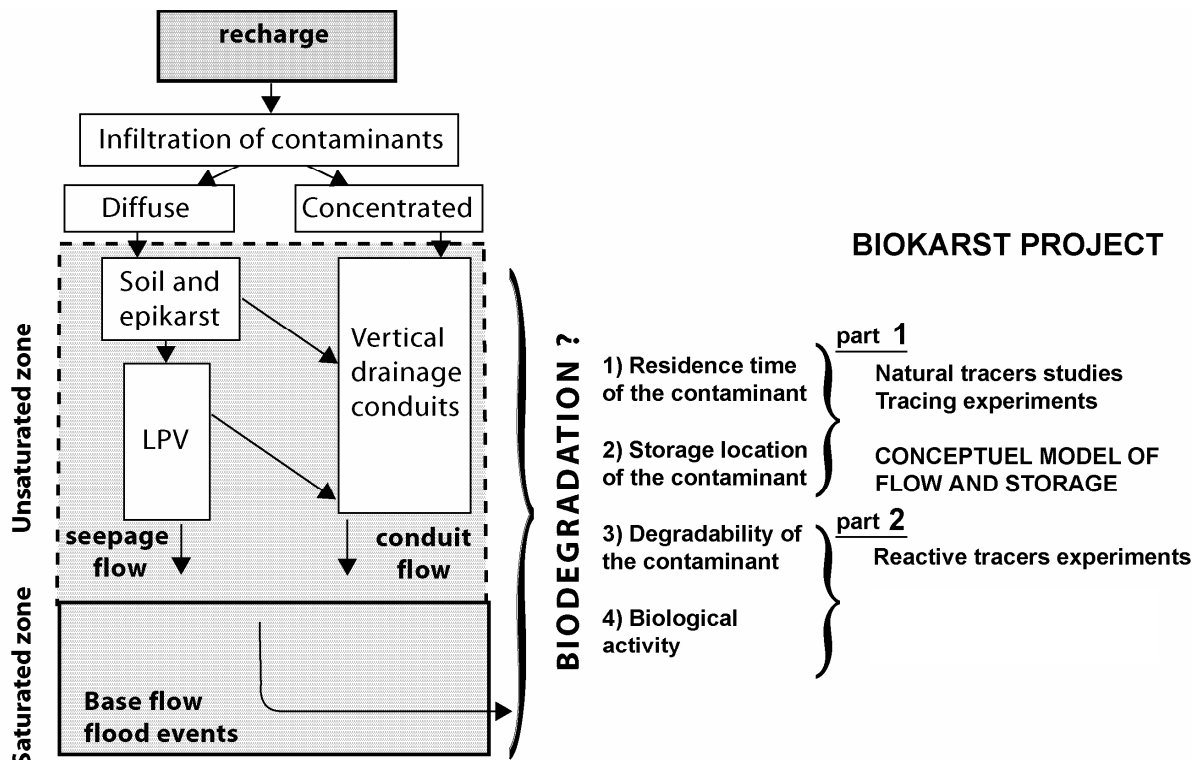 recharge
Infiltration of contaminants
Diffuse
Concentrated
Soil and
epikarst
Vertical
drainage
conduits
LPV
seepage
flow
conduit
flow
Base flow
flood events
Unsaturated zone
Saturated zone
BIODEGRADATION ?
BIOKARST PROJECT
1) Residence time
of the contaminant
2) Storage location
of the contaminant
3) Degradability of
the contaminant
4) Biological
activity
part 1
Natural tracers studies
Tracing experiments
CONCEPTUEL MODEL OF
FLOW AND STORAGE
part 2
Reactive tracers experiments